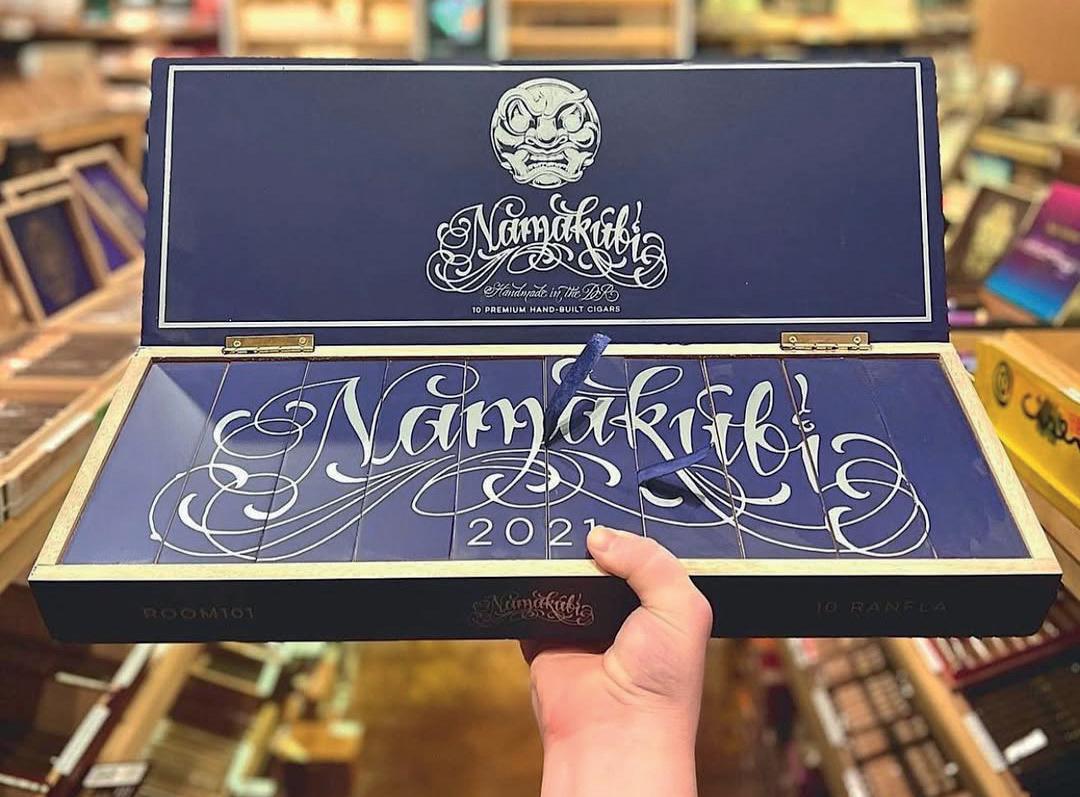 Namakubi
Handmade in the DR
10 PREMIUM HAND-BUILT CIGARS
Namakubi
2021
ROOM101
Namakubi
10 RANFLA